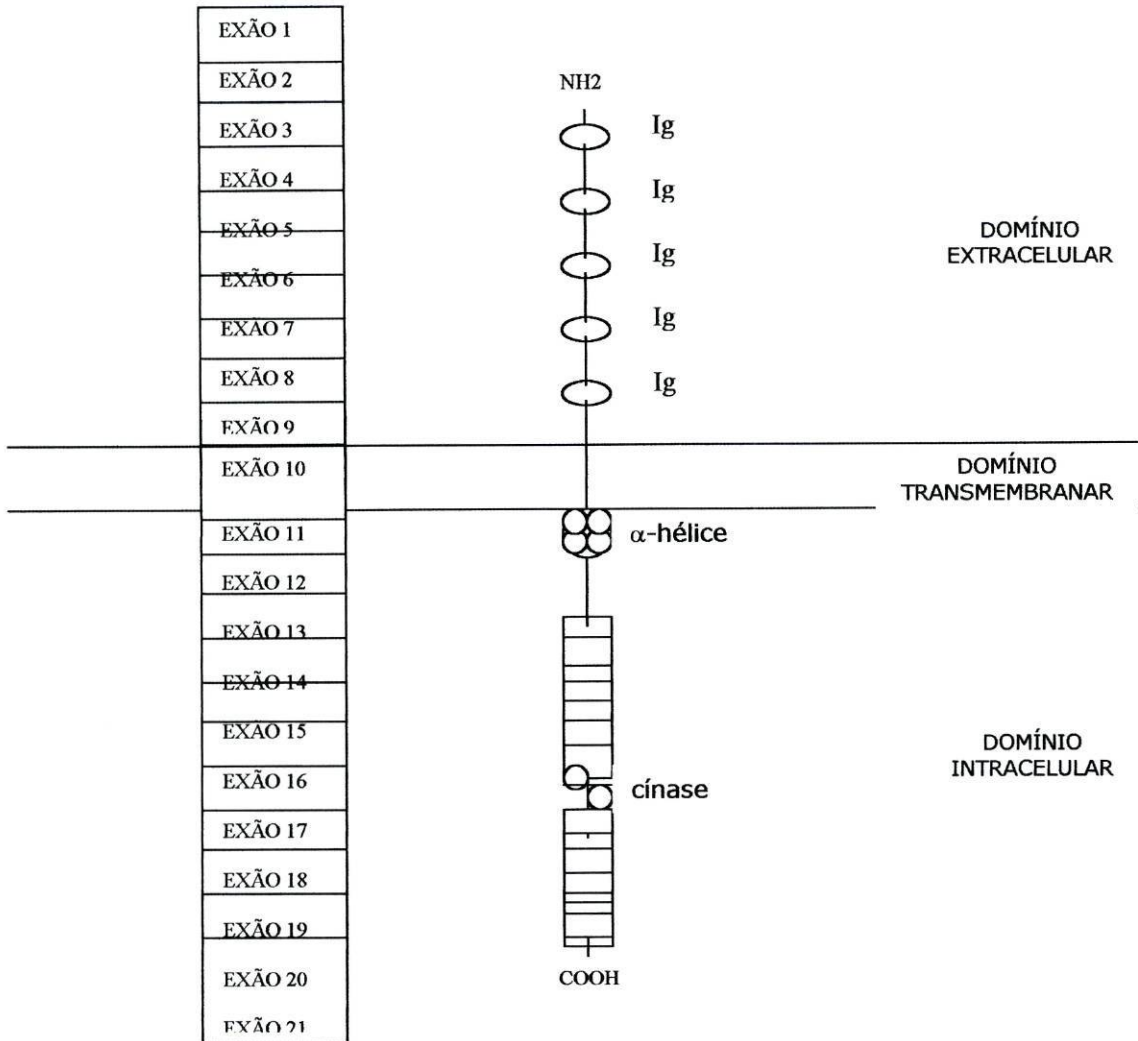 EXÃO 1
EXÃO 2
EXÃO 3
EXÃO 4
EXÃO 5
EXÃO 6
EXÃO 7
EXÃO 8
EXÃO 9
EXÃO 10
EXÃO 11
EXÃO 12
EXÃO 13
EXÃO 14
EXÃO 15
EXÃO 16
EXÃO 17
EXÃO 18
EXÃO 19
EXÃO 20
EXÃO 21
NH2
Ig
Ig
Ig
Ig
Ig
α-hélice
cínase
COOH
DOMÍNIO
EXTRACELULAR
DOMÍNIO
TRANSMEMBRANAR
DOMÍNIO
INTRACELULAR